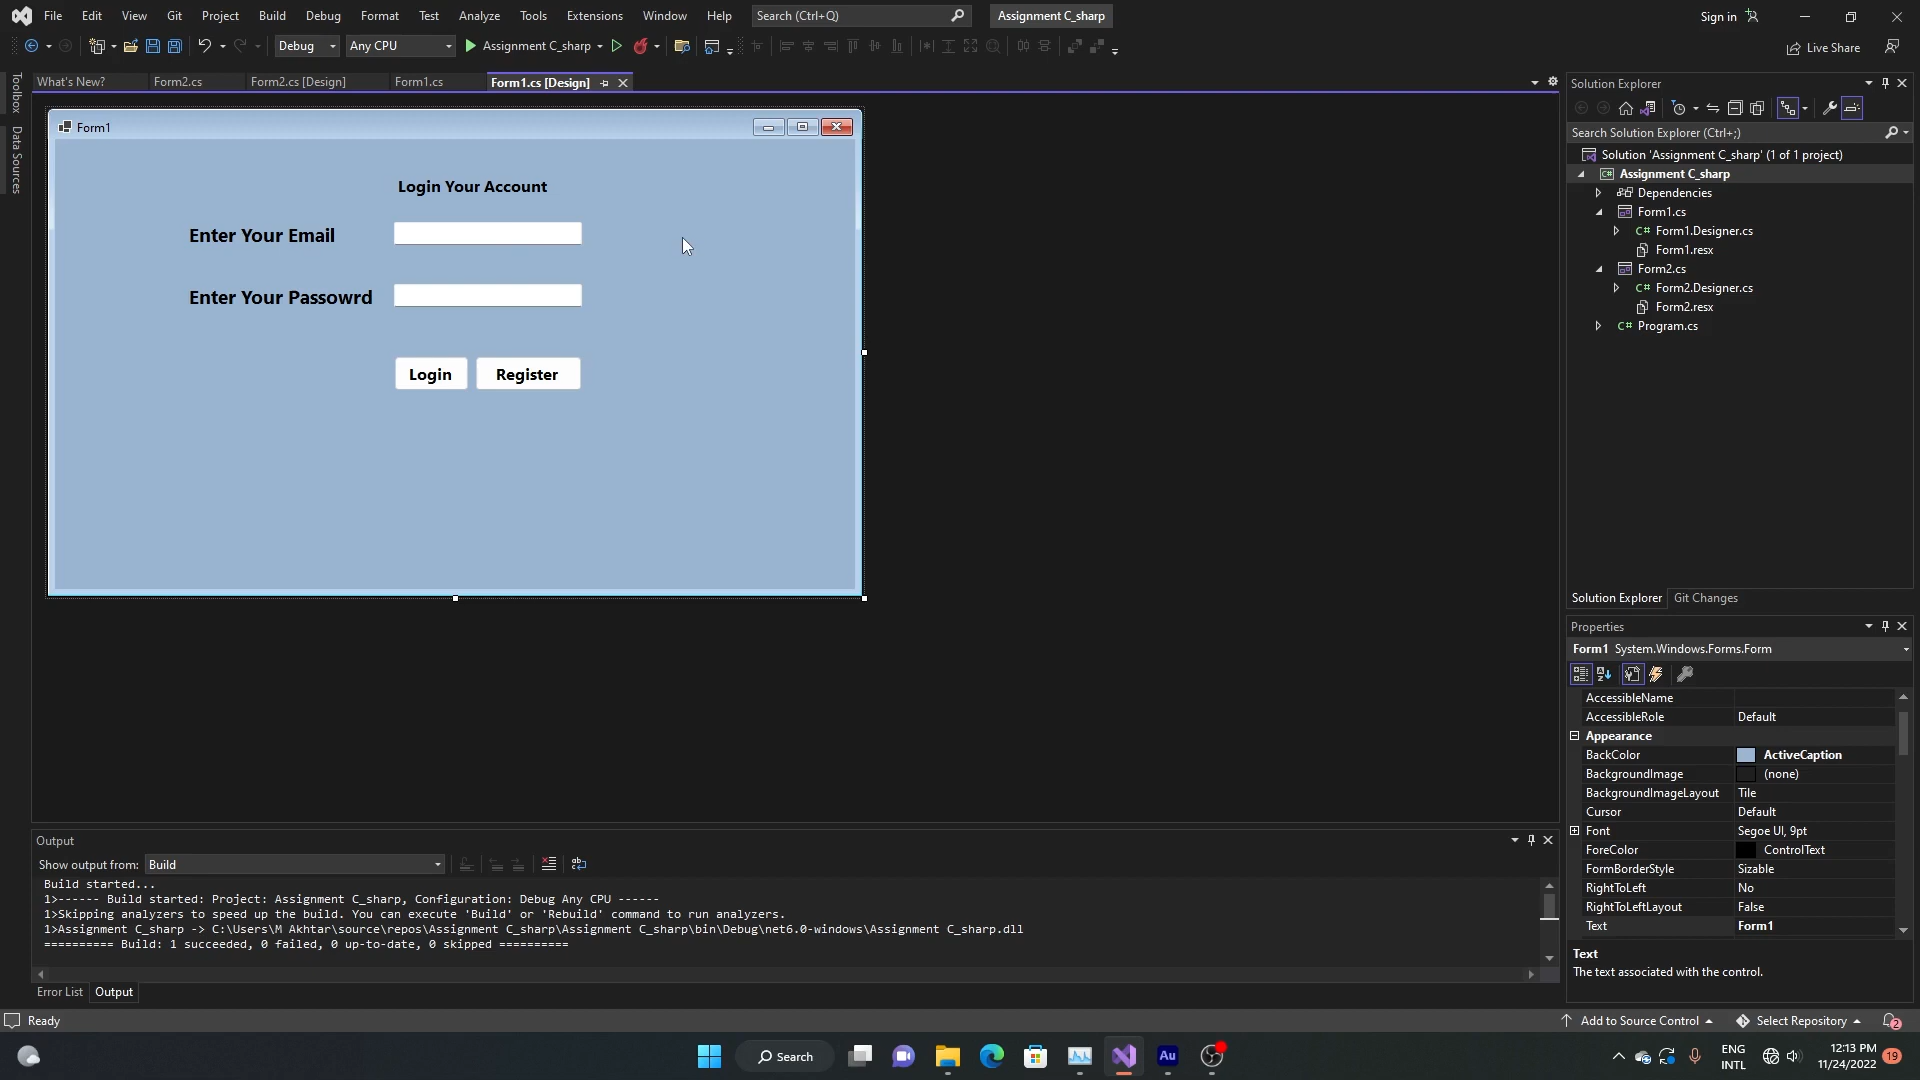 File Edit View Git Project Build Debug Format Test Analyze Tools Extensions Window Help Search (Ctrl+Q) Assignment C_sharp Sign in
Debug Any CPU Assignment C_sharp Live Share
Toolbox
Data Sources
What's New? Form2.cs Form2.cs [Design] Form1.cs Form1.cs [Design]
Form1
Login Your Account
Enter Your Email
Enter Your Passowrd
Login Register
Solution Explorer
Search Solution Explorer (Ctrl+;)
Solution 'Assignment C_sharp' (1 of 1 project)
C# Assignment C_sharp
Dependencies
Form1.cs
C# Form1.Designer.cs
Form1.resx
Form2.cs
C# Form2.Designer.cs
Form2.resx
C# Program.cs
Solution Explorer Git Changes
Properties
Form1 System.Windows.Forms.Form
AccessibleName
AccessibleRole Default
Appearance
BackColor ActiveCaption
BackgroundImage (none)
BackgroundImageLayout Tile
Cursor Default
Font Segoe UI, 9pt
ForeColor ControlText
FormBorderStyle Sizable
RightToLeft No
RightToLeftLayout False
Text Form1
Text
The text associated with the control.
Output
Show output from: Build
Build started...
1>------ Build started: Project: Assignment C_sharp, Configuration: Debug Any CPU ------
1>Skipping analyzers to speed up the build. You can execute 'Build' or 'Rebuild' command to run analyzers.
1>Assignment C_sharp -> C:\Users\M Akhtar\source\repos\Assignment C_sharp\Assignment C_sharp\bin\Debug\net6.0-windows\Assignment C_sharp.dll
========== Build: 1 succeeded, 0 failed, 0 up-to-date, 0 skipped ==========
Error List Output
Ready Add to Source Control Select Repository 2
Search Au ENG INTL 12:13 PM 11/24/2022 19